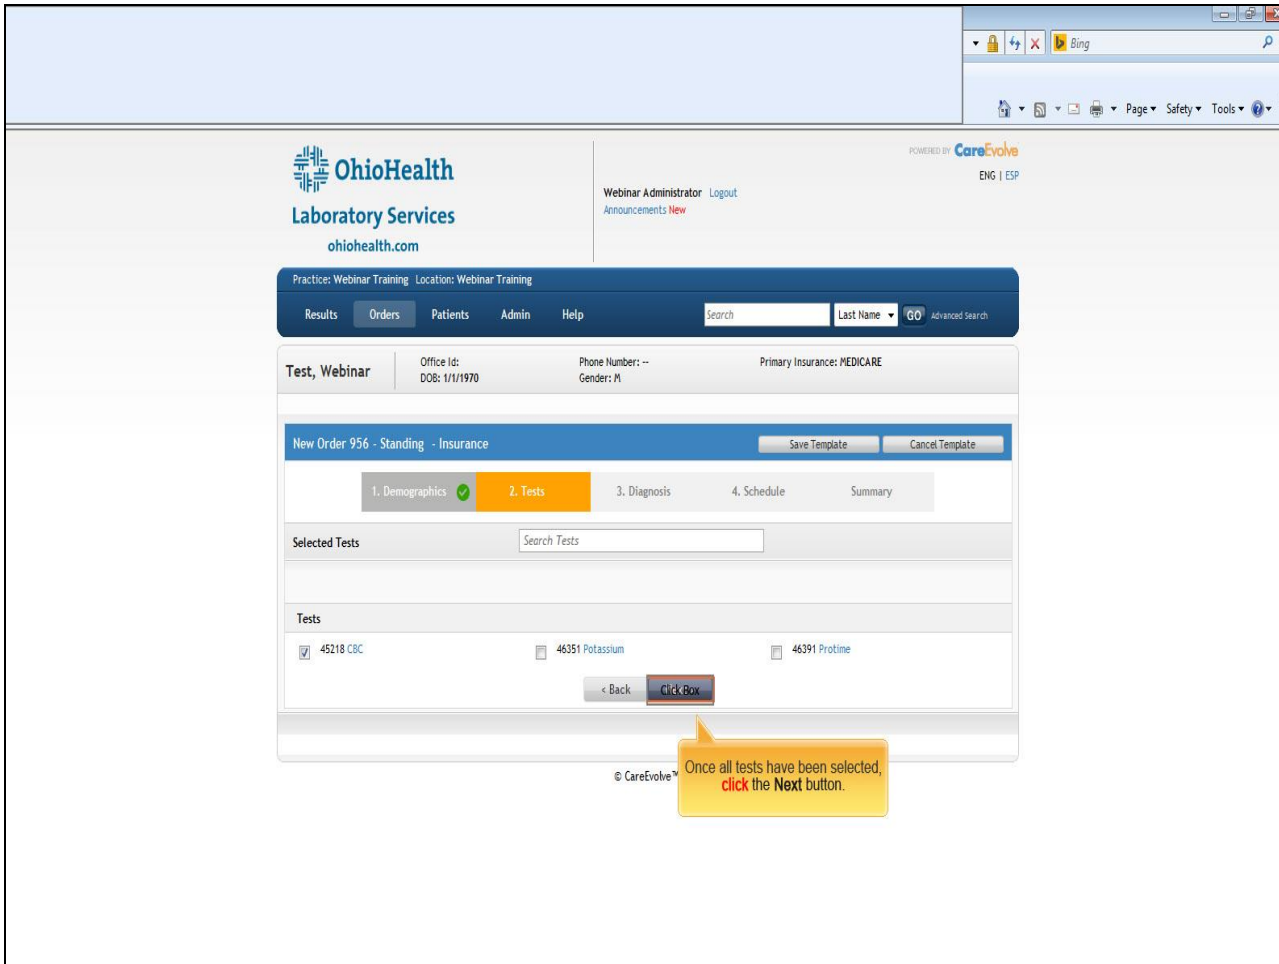 Bing
Page Safety Tools
OhioHealth
Laboratory Services
ohiohealth.com
Webinar Administrator Logout
Announcements New
POWERED BY CareEvolve
ENG | ESP
Practice: Webinar Training Location: Webinar Training
Results Orders Patients Admin Help Search Last Name GO Advanced Search
Test, Webinar Office Id: Phone Number: -- Primary Insurance: MEDICARE
DOB: 1/1/1970 Gender: M
New Order 956 - Standing - Insurance Save Template Cancel Template
1. Demographics 2. Tests 3. Diagnosis 4. Schedule Summary
Selected Tests Search Tests
Tests
45218 CBC 46351 Potassium 46391 Protime
< Back Click Box
© CareEvolve™
Once all tests have been selected,
click the Next button.